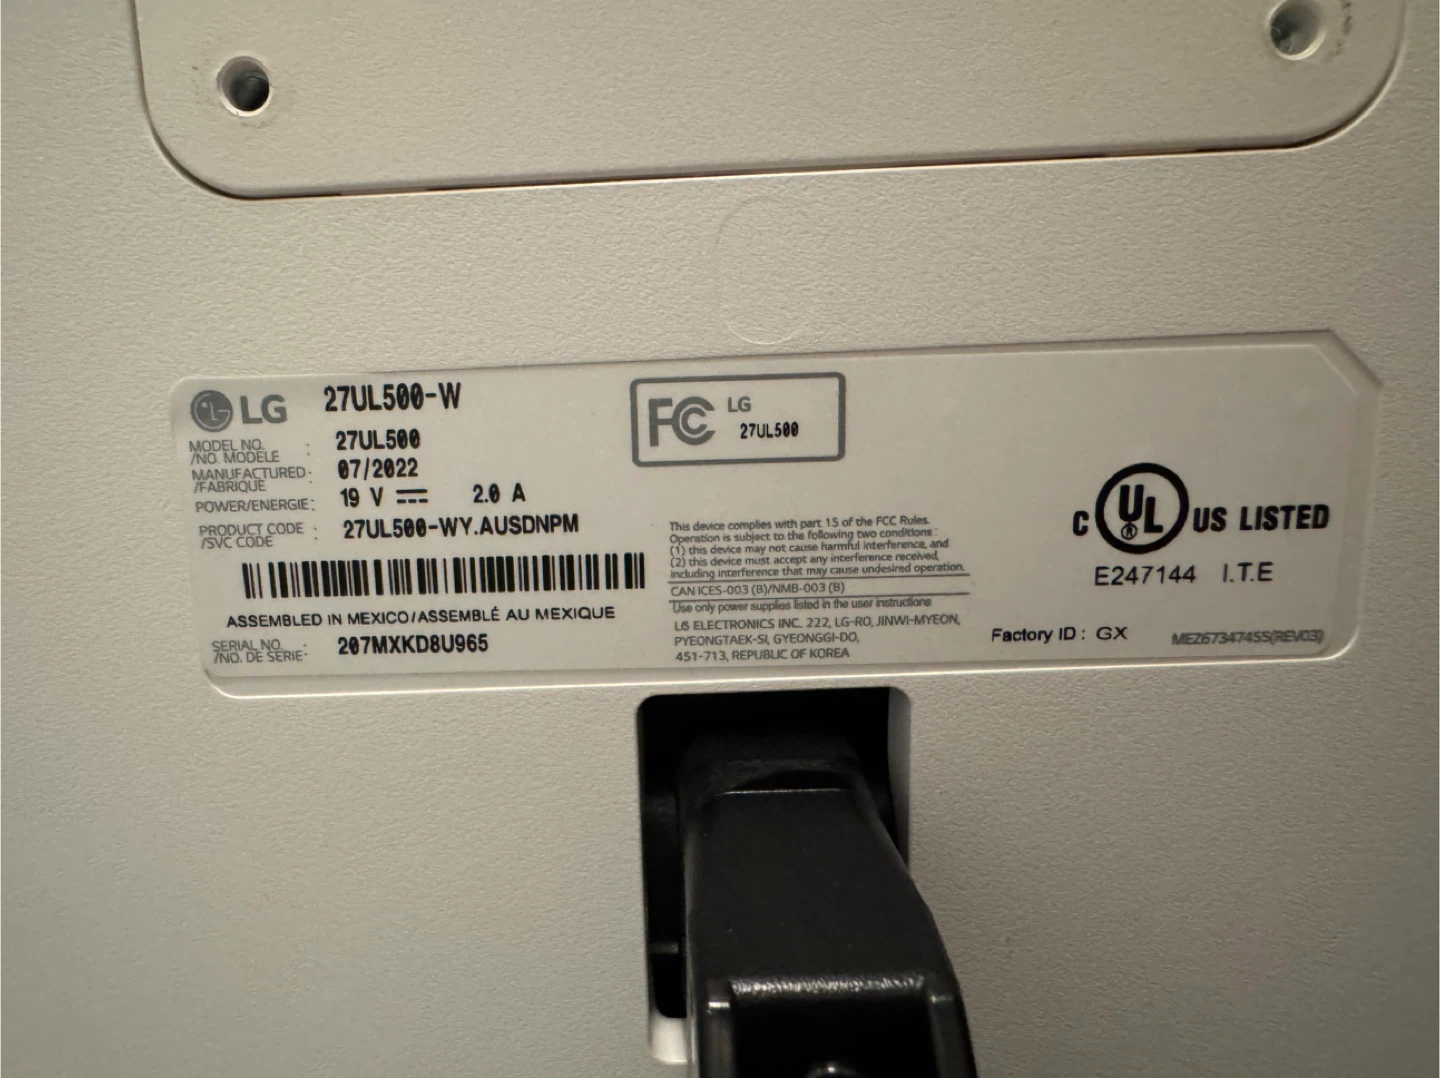 LG 27UL500-W
MODEL NO. /NO. MODÈLE : 27UL500
MANUFACTURED /FABRIQUÉ : 07/2022
POWER/ENERGIE : 19 V ⎓ 2.0 A
PRODUCT CODE /SVC CODE : 27UL500-WY.AUSDNPM
ASSEMBLED IN MEXICO/ASSEMBLÉ AU MEXIQUE
SERIAL NO. /NO. DE SÉRIE : 207MXKD8U965
FC LG
27UL500
This device complies with part 15 of the FCC Rules.
Operation is subject to the following two conditions :
(1) this device may not cause harmful interference, and
(2) this device must accept any interference received,
including interference that may cause undesired operation.
CAN ICES-003 (B)/NMB-003 (B)
Use only power supplies listed in the user instructions
LG ELECTRONICS INC. 222, LG-RO, JINWI-MYEON,
PYEONGTAEK-SI, GYEONGGI-DO,
451-713, REPUBLIC OF KOREA
C UL ® US LISTED
E247144 I.T.E
Factory ID : GX
MEZ67347455(REV03)